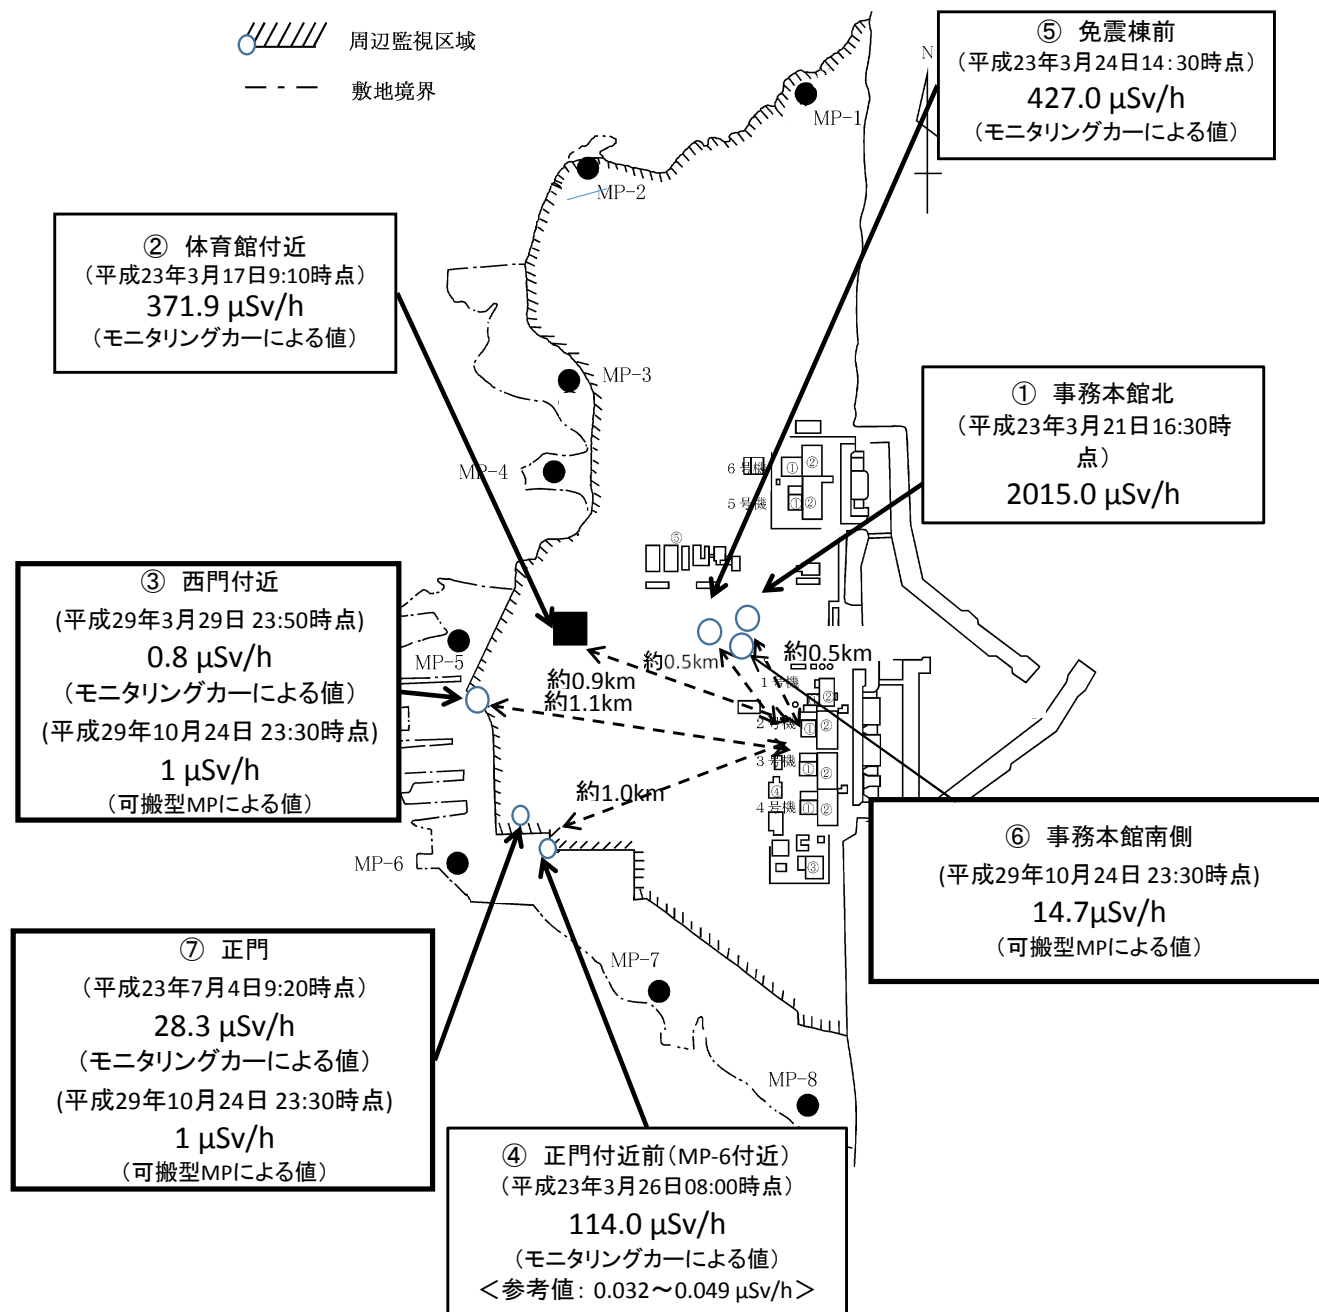 周辺監視区域
敷地境界
⑤ 免震棟前
(平成23年3月24日14:30時点)
427.0 μSv/h
(モニタリングカーによる値)
N
MP-1
MP-2
② 体育館付近
(平成23年3月17日9:10時点)
371.9 μSv/h
(モニタリングカーによる値)
MP-3
① 事務本館北
(平成23年3月21日16:30時
点)
2015.0 μSv/h
MP-4
6号機
①
②
5号機
①
②
⑤
③ 西門付近
(平成29年3月29日 23:50時点)
0.8 μSv/h
(モニタリングカーによる値)
(平成29年10月24日 23:30時点)
1 μSv/h
(可搬型MPによる値)
MP-5
約0.5km
約0.5km
約0.9km
約1.1km
1号機
②
2号機
①
②
3号機
①
②
④
4号機
①
②
③
約1.0km
MP-6
⑥ 事務本館南側
(平成29年10月24日 23:30時点)
14.7μSv/h
(可搬型MPによる値)
⑦ 正門
(平成23年7月4日9:20時点)
28.3 μSv/h
(モニタリングカーによる値)
(平成29年10月24日 23:30時点)
1 μSv/h
(可搬型MPによる値)
MP-7
MP-8
④ 正門付近前(MP-6付近)
(平成23年3月26日08:00時点)
114.0 μSv/h
(モニタリングカーによる値)
<参考値: 0.032～0.049 μSv/h>